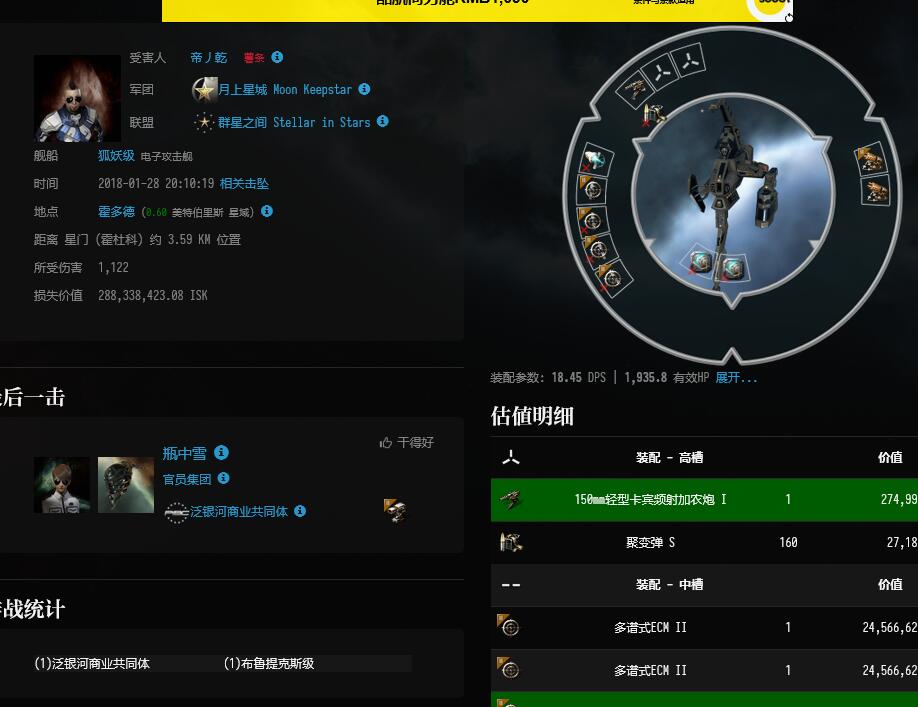 受害人 帝丿乾 薯条
军团 月上星城 Moon Keepstar
联盟 群星之间 Stellar in Stars
舰船 狐妖级 电子攻击舰
时间 2018-01-28 20:10:19 相关击坠
地点 霍多德 (0.60 美特伯里斯 星域)
距离 星门 (霍杜科) 约 3.59 KM 位置
所受伤害 1,122
损失价值 288,338,423.08 ISK
后一击
干得好
瓶中雪
官员集团
泛银河商业共同体
战统计
(1)泛银河商业共同体 (1)布鲁提克斯级
装配参数: 18.45 DPS | 1,935.8 有效HP 展开...
估值明细
装配 - 高槽 价值
150mm轻型卡宾频射加农炮 I 1 274,99
聚变弹 S 160 27,18
装配 - 中槽 价值
多谱式ECM II 1 24,566,62
多谱式ECM II 1 24,566,62